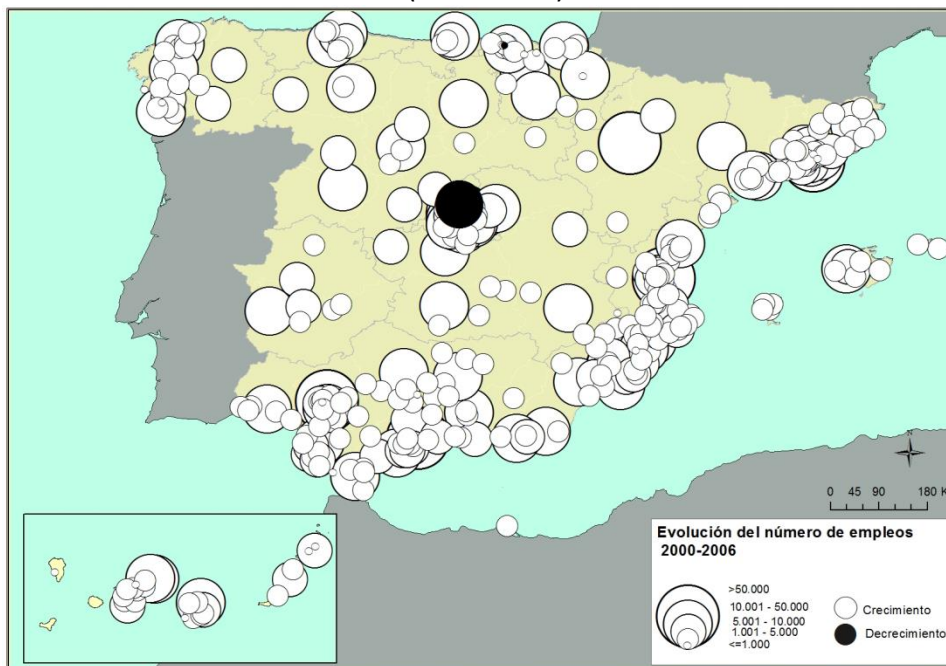 N
0 45 90 180 K
Evolución del número de empleos
2000-2006
>50.000
10.001 - 50.000
5.001 - 10.000
1.001 - 5.000
<=1.000
Crecimiento
Decrecimiento